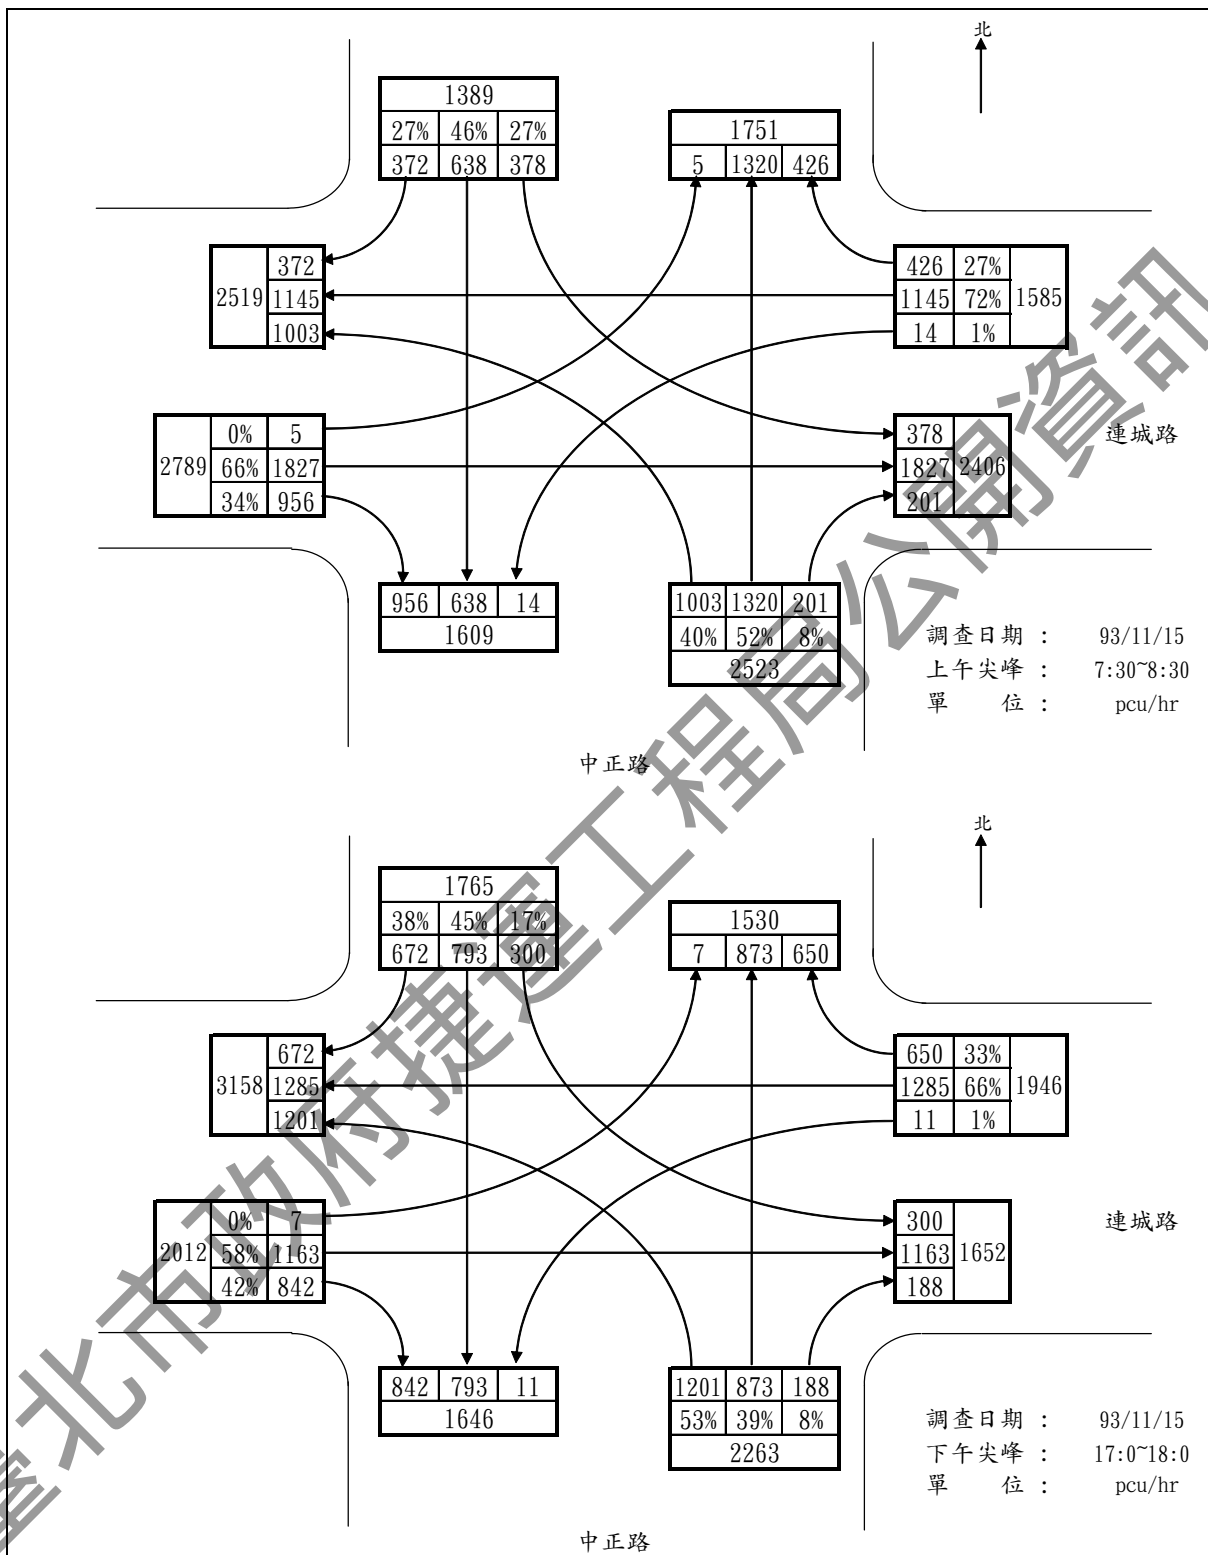 北
1389
27% 46% 27%
372 638 378
1751
5 1320 426
372
2519 1145
1003
426 27%
1145 72% 1585
14 1%
0% 5
2789 66% 1827
34% 956
378
1827 2406
201
連城路
956 638 14
1609
1003 1320 201
40% 52% 8%
2523
調查日期 : 93/11/15
上午尖峰 : 7:30~8:30
單 位 : pcu/hr
中正路
北
1765
38% 45% 17%
672 793 300
1530
7 873 650
672
3158 1285
1201
650 33%
1285 66% 1946
11 1%
0% 7
2012 58% 1163
42% 842
300
1163 1652
188
連城路
842 793 11
1646
1201 873 188
53% 39% 8%
2263
調查日期 : 93/11/15
下午尖峰 : 17:0~18:0
單 位 : pcu/hr
中正路
臺北市政府捷運工程局公開資訊